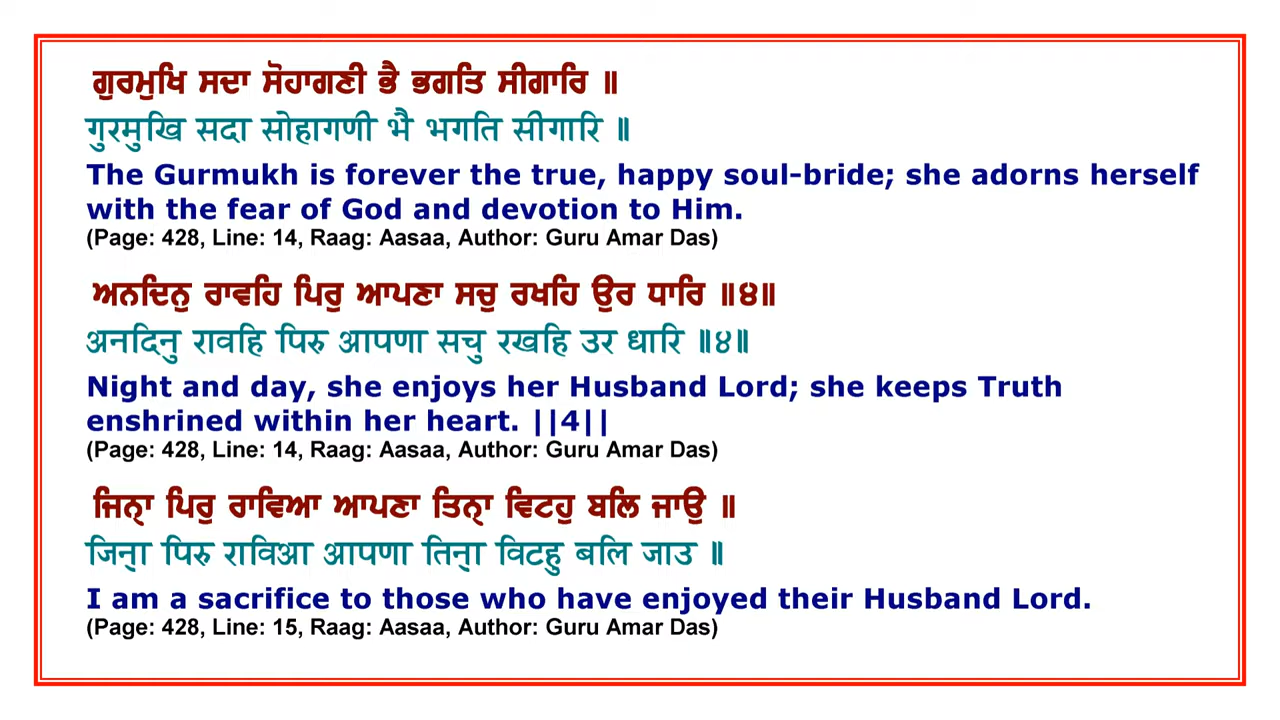 ਗੁਰਮੁਖਿ ਸਦਾ ਸੋਹਾਗਣੀ ਭੈ ਭਗਤਿ ਸੀਗਾਰਿ ॥
गुरमुखि सदा सोहागणी भै भगति सीगारि ॥
The Gurmukh is forever the true, happy soul-bride; she adorns herself
with the fear of God and devotion to Him.
(Page: 428, Line: 14, Raag: Aasaa, Author: Guru Amar Das)
ਅਨਦਿਨੁ ਰਾਵਹਿ ਪਿਰੁ ਆਪਣਾ ਸਚੁ ਰਖਹਿ ਉਰ ਧਾਰਿ ॥੪॥
अनदिनु रावहि पिरु आपणा सचु रखहि उर धारि ॥४॥
Night and day, she enjoys her Husband Lord; she keeps Truth
enshrined within her heart. ||4||
(Page: 428, Line: 14, Raag: Aasaa, Author: Guru Amar Das)
ਜਿਨੑਾ ਪਿਰੁ ਰਾਵਿਆ ਆਪਣਾ ਤਿਨੑਾ ਵਿਟਹੁ ਬਲਿ ਜਾਉ ॥
जिन्ा पिरु राविआ आपणा तिन्ा विटहु बलि जाउ ॥
I am a sacrifice to those who have enjoyed their Husband Lord.
(Page: 428, Line: 15, Raag: Aasaa, Author: Guru Amar Das)